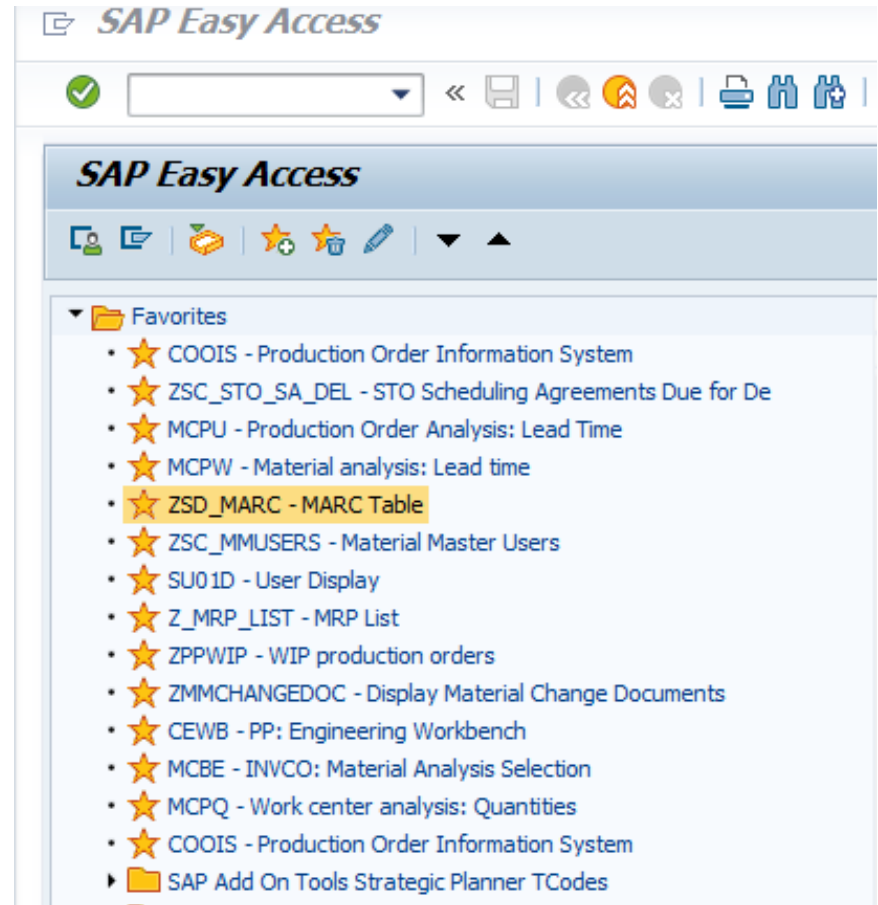 SAP Easy Access
SAP Easy Access
Favorites
COOIS - Production Order Information System
ZSC_STO_SA_DEL - STO Scheduling Agreements Due for De
MCPU - Production Order Analysis: Lead Time
MCPW - Material analysis: Lead time
ZSD_MARC - MARC Table
ZSC_MMUSERS - Material Master Users
SU01D - User Display
Z_MRP_LIST - MRP List
ZPPWIP - WIP production orders
ZMMCHANGEDOC - Display Material Change Documents
CEWB - PP: Engineering Workbench
MCBE - INVCO: Material Analysis Selection
MCPQ - Work center analysis: Quantities
COOIS - Production Order Information System
SAP Add On Tools Strategic Planner TCodes